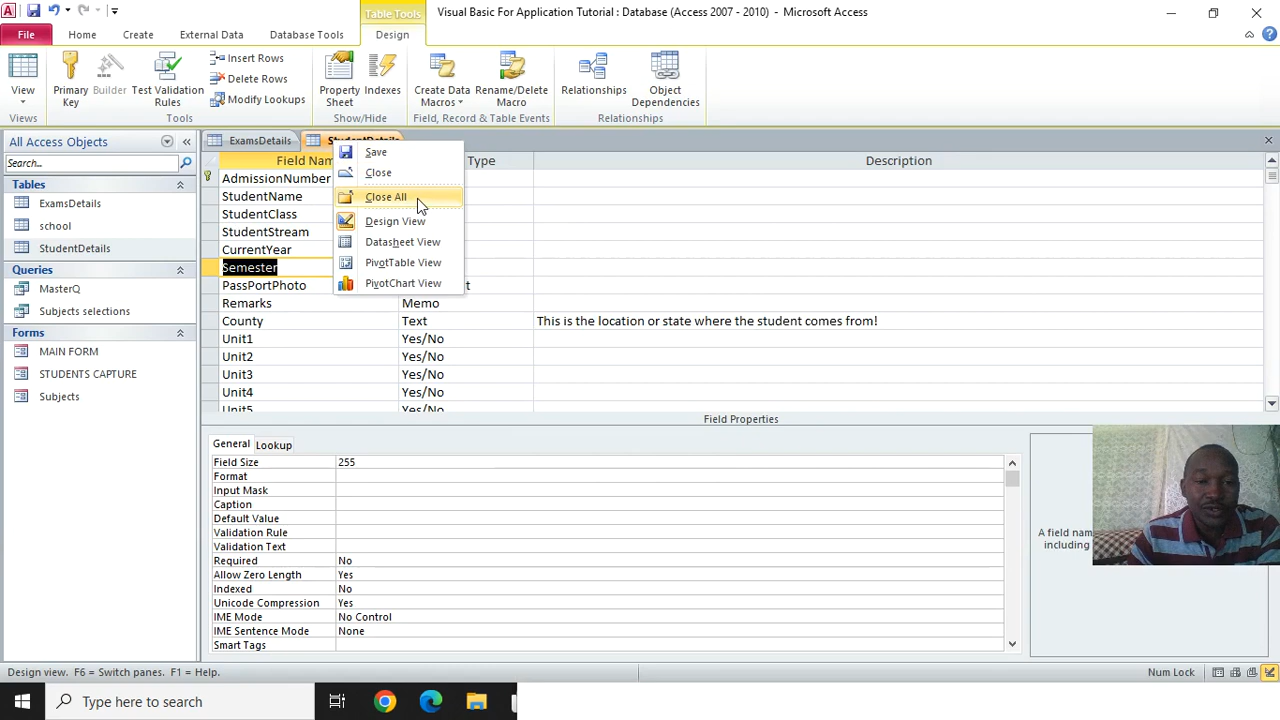 Table Tools
Visual Basic For Application Tutorial : Database (Access 2007 - 2010) - Microsoft Access
File
Home
Create
External Data
Database Tools
Design
View
Primary Key
Builder
Test Validation Rules
Insert Rows
Delete Rows
Modify Lookups
Property Sheet
Indexes
Create Data Macros
Rename/Delete Macro
Relationships
Object Dependencies
Views
Tools
Show/Hide
Field, Record & Table Events
Relationships
All Access Objects
ExamsDetails
StudentDetails
Search...
Tables
ExamsDetails
school
StudentDetails
Queries
MasterQ
Subjects selections
Forms
MAIN FORM
STUDENTS CAPTURE
Subjects
Save
Close
Close All
Design View
Datasheet View
PivotTable View
PivotChart View
Type
Description
AdmissionNumber
StudentName
StudentClass
StudentStream
CurrentYear
Semester
PassPortPhoto
Remarks Memo
County Text This is the location or state where the student comes from!
Unit1 Yes/No
Unit2 Yes/No
Unit3 Yes/No
Unit4 Yes/No
Unit5 Yes/No
Field Properties
General
Lookup
Field Size 255
Format
Input Mask
Caption
Default Value
Validation Rule
Validation Text
Required No
Allow Zero Length Yes
Indexed No
Unicode Compression Yes
IME Mode No Control
IME Sentence Mode None
Smart Tags
A field nam
including
Design view. F6 = Switch panes. F1 = Help.
Num Lock
Type here to search